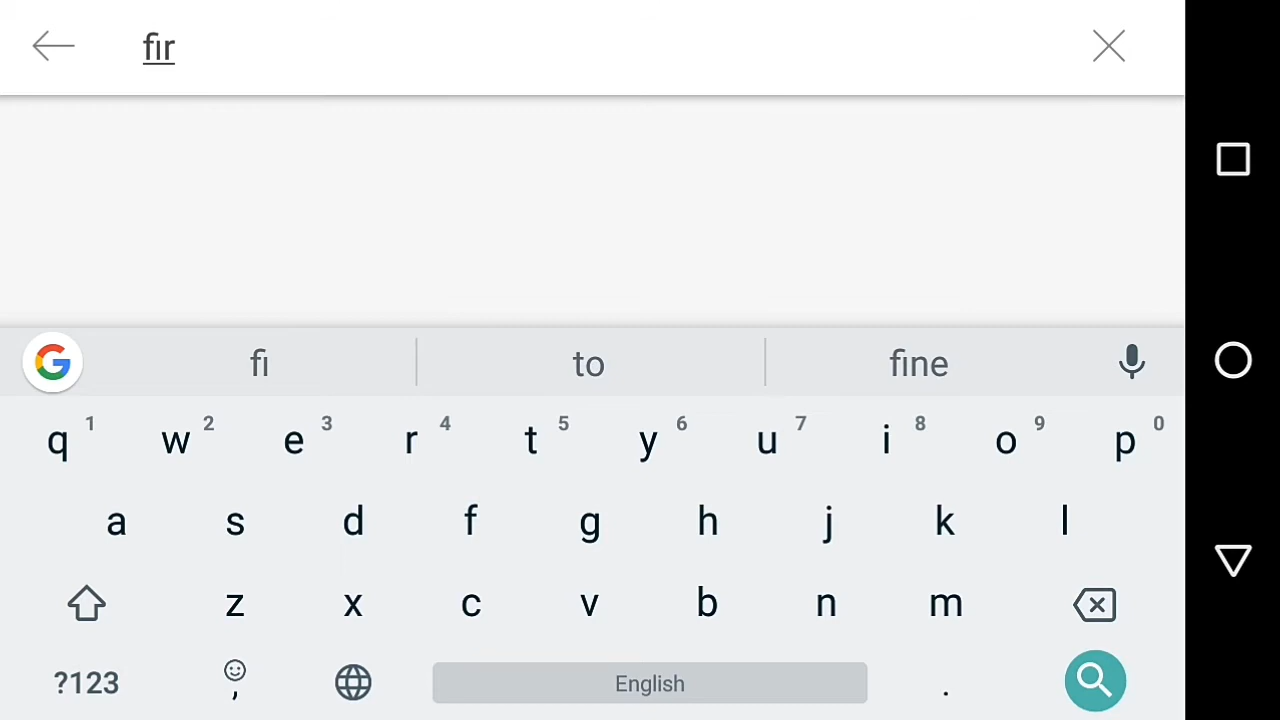 fir
fi to fine
q 1 w 2 e 3 r 4 t 5 y 6 u 7 i 8 o 9 p 0
a s d f g h j k l
z x c v b n m
?123 , English .